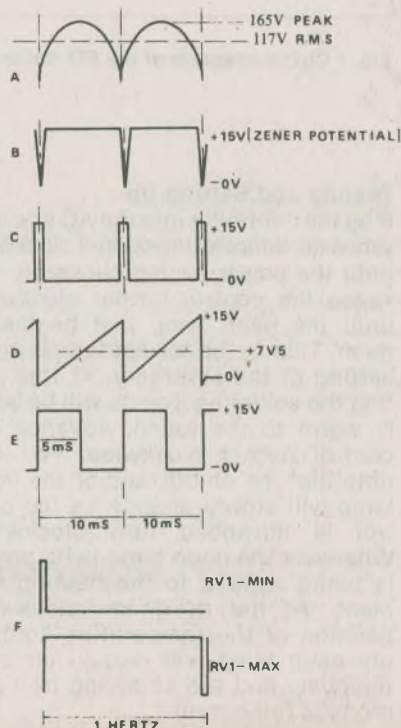 165V PEAK
117V R.M.S
A
+15V(ZENER POTENTIAL)
B
0V
C
+15V
0V
+15V
D
+7V5
0V
E
+15V
5mS
0V
10mS
10mS
RV1-MIN
F
RV1-MAX
1 HERTZ